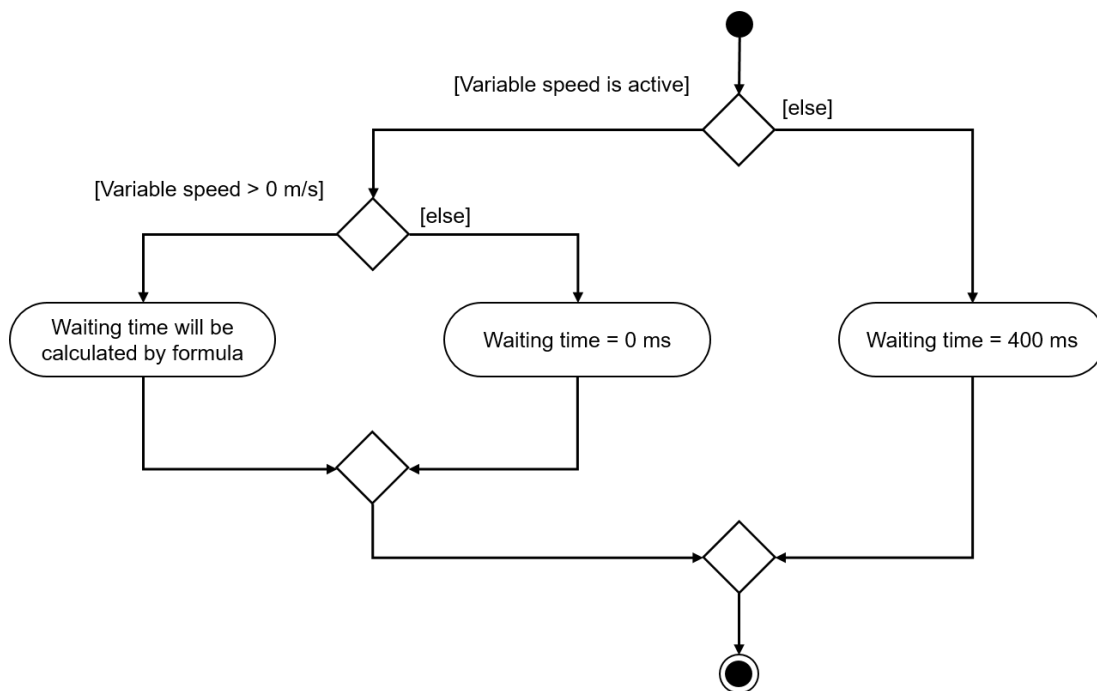 [Variable speed is active]
[else]
[Variable speed > 0 m/s]
[else]
Waiting time will be
calculated by formula
Waiting time = 0 ms
Waiting time = 400 ms